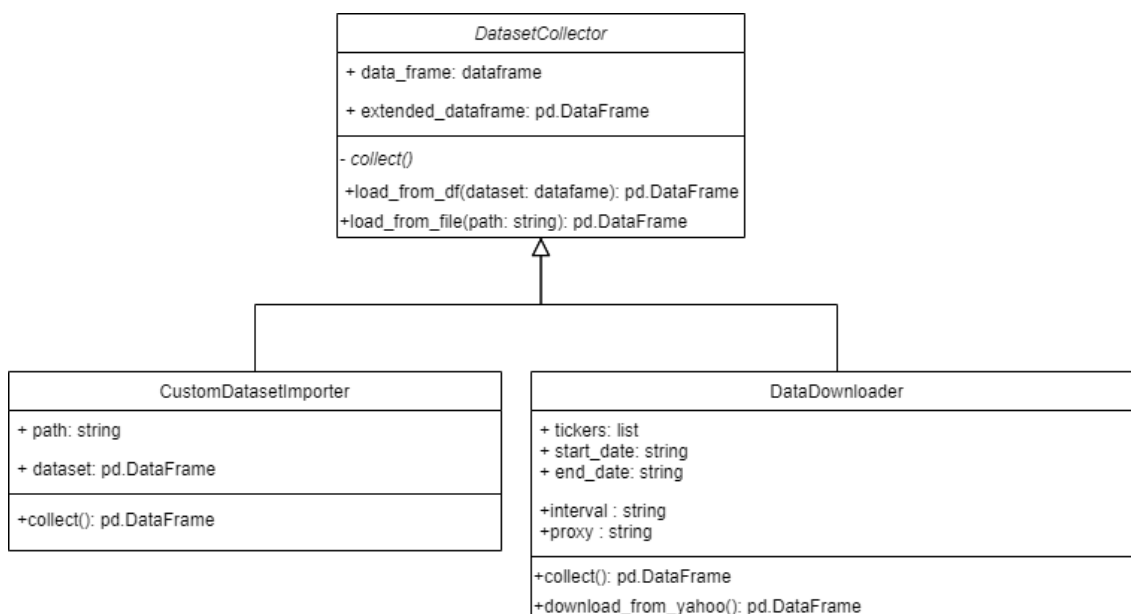 DatasetCollector
+ data_frame: dataframe
+ extended_dataframe: pd.DataFrame
- collect()
+load_from_df(dataset: datafame): pd.DataFrame
+load_from_file(path: string): pd.DataFrame
CustomDatasetImporter
+ path: string
+ dataset: pd.DataFrame
+collect(): pd.DataFrame
DataDownloader
+ tickers: list
+ start_date: string
+ end_date: string
+interval : string
+proxy : string
+collect(): pd.DataFrame
+download_from_yahoo(): pd.DataFrame